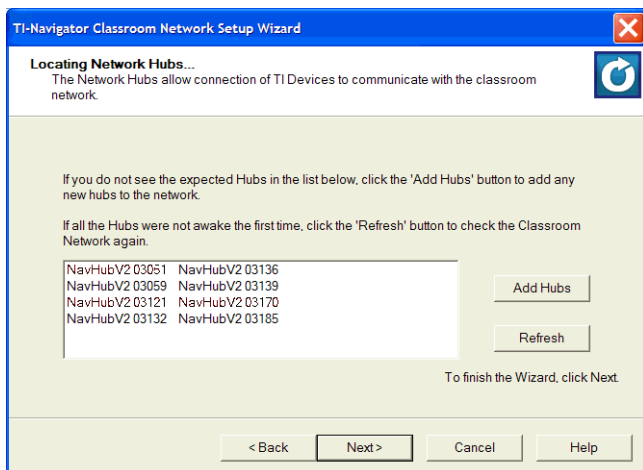 TI-Navigator Classroom Network Setup Wizard
Locating Network Hubs...
The Network Hubs allow connection of TI Devices to communicate with the classroom
network.
If you do not see the expected Hubs in the list below, click the 'Add Hubs' button to add any
new hubs to the network.
If all the Hubs were not awake the first time, click the 'Refresh' button to check the Classroom
Network again.
NavHubV2 03051 NavHubV2 03136
NavHubV2 03059 NavHubV2 03139
NavHubV2 03121 NavHubV2 03170
NavHubV2 03132 NavHubV2 03185
Add Hubs
Refresh
To finish the Wizard, click Next.
< Back Next > Cancel Help